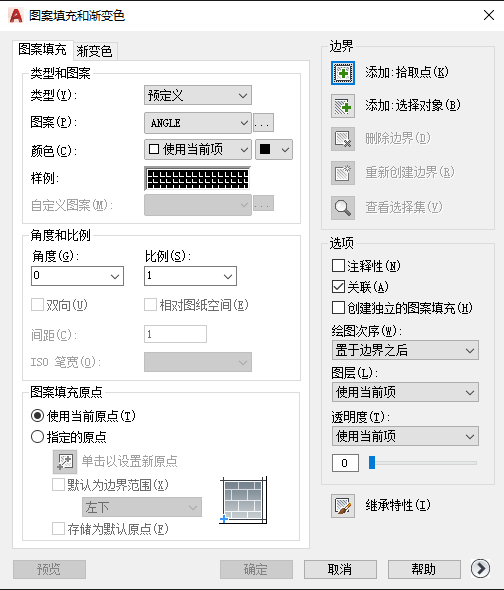 图案填充和渐变色
图案填充 渐变色
类型和图案
类型(Y): 预定义
图案(P): ANGLE ...
颜色(C): 使用当前项
样例:
自定义图案(M): ...
角度和比例
角度(G): 比例(S):
0 1
双向(U) 相对图纸空间(E)
间距(C): 1
ISO 笔宽(O):
图案填充原点
使用当前原点(T)
指定的原点
单击以设置新原点
默认为边界范围(X)
左下
存储为默认原点(F)
边界
添加:拾取点(K)
添加:选择对象(B)
删除边界(D)
重新创建边界(R)
查看选择集(V)
选项
注释性(N)
关联(A)
创建独立的图案填充(H)
绘图次序(W):
置于边界之后
图层(L):
使用当前项
透明度(T):
使用当前项
0
继承特性(I)
预览 确定 取消 帮助